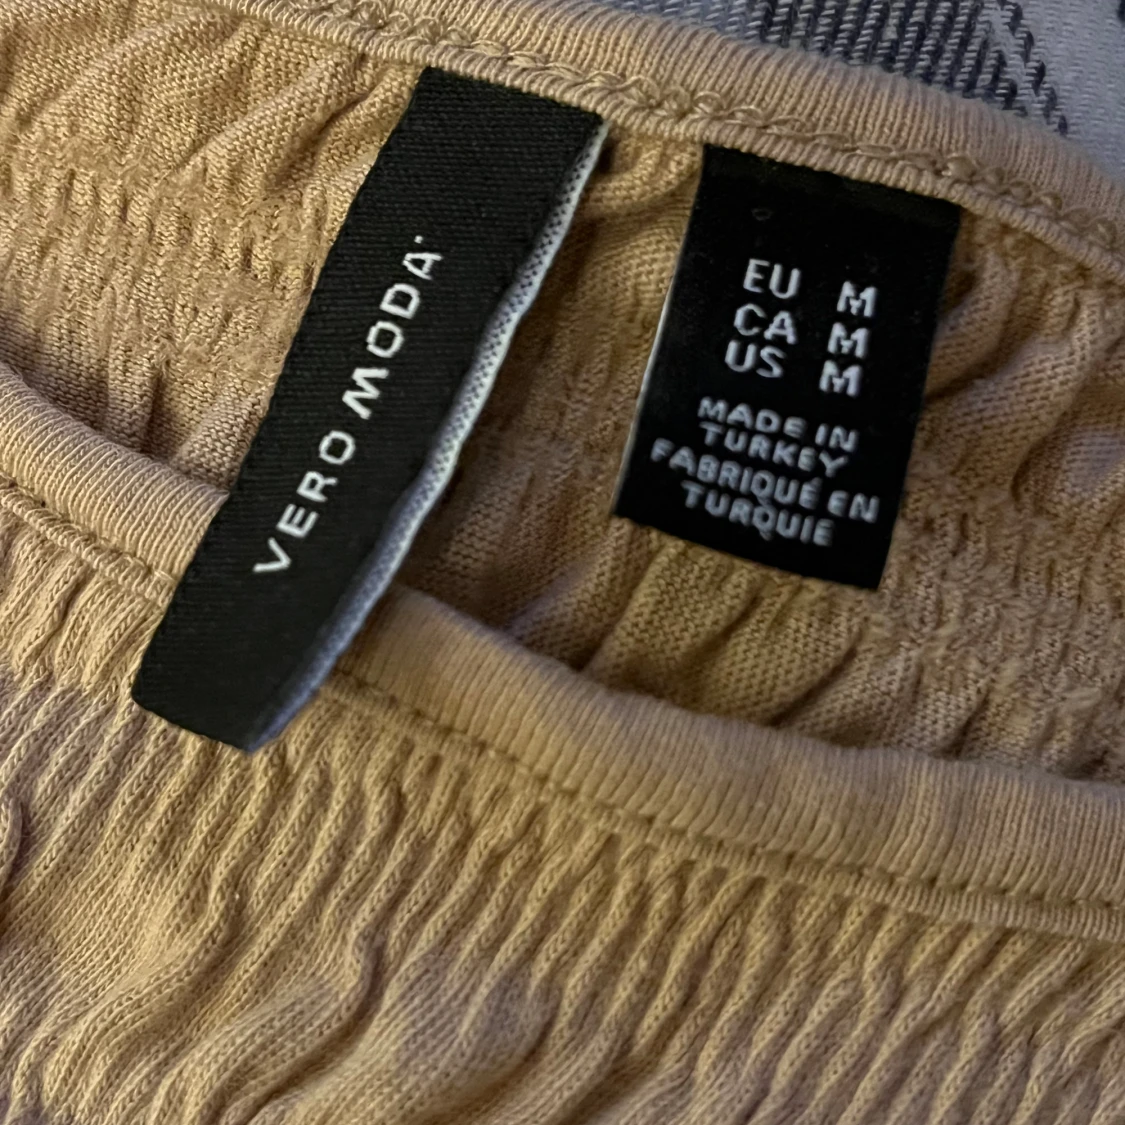 VERO MODA
EU M
CA M
US M
MADE IN
TURKEY
FABRIQUÉ EN
TURQUIE